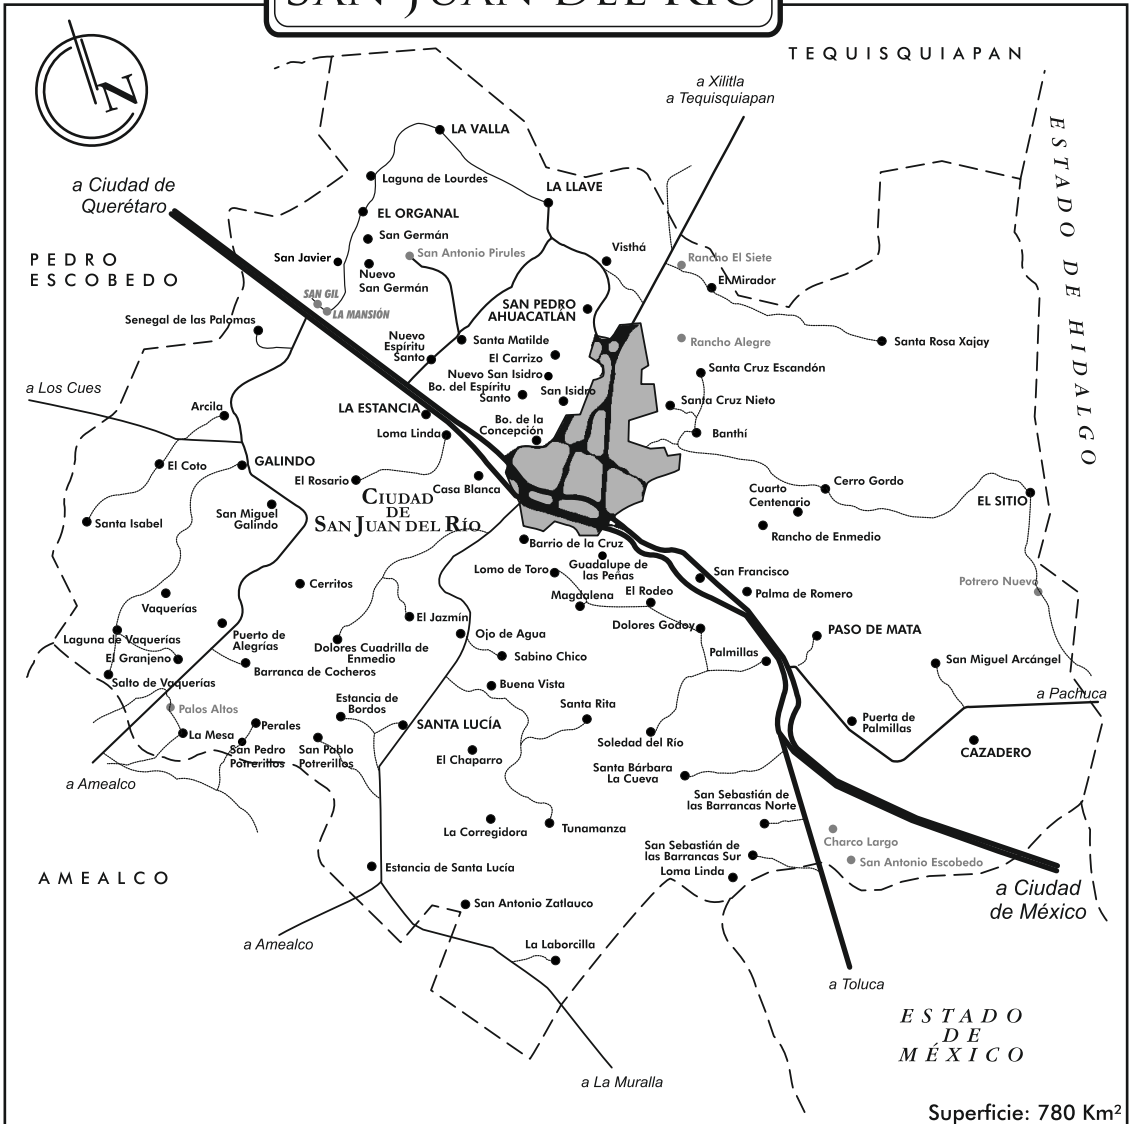 SAN JUAN DEL RÍO
TEQUISQUIAPAN
a Xilitla
a Tequisquiapan
N
ESTADO DE HIDALGO
LA VALLA
a Ciudad de
Querétaro
Laguna de Lourdes
LA LLAVE
EL ORGANAL
San Germán
San Antonio Pirules
Visthá
PEDRO
ESCOBEDO
San Javier
Rancho El Siete
Nuevo
San Germán
El Mirador
SAN GIL
LA MANSIÓN
SAN PEDRO
AHUACATLÁN
Senegal de las Palomas
Nuevo
Espíritu
Santo
Santa Matilde
Rancho Alegre
Santa Rosa Xajay
El Carrizo
Santa Cruz Escandón
Nuevo San Isidro
a Los Cues
Bo. del Espíritu
Santo
San Isidro
Santa Cruz Nieto
Arcila
LA ESTANCIA
Bo. de la
Concepción
Loma Linda
Banthí
El Coto
GALINDO
El Rosario
Casa Blanca
Cerro Gordo
Cuarto
Centenario
EL SITIO
CIUDAD
DE
SAN JUAN DEL RÍO
San Miguel
Galindo
Santa Isabel
Rancho de Enmedio
Barrio de la Cruz
Guadalupe de
las Peñas
Lomo de Toro
San Francisco
Potrero Nuevo
Cerritos
Magdalena
El Rodeo
Palma de Romero
Vaquerías
El Jazmín
Dolores Godoy
PASO DE MATA
Laguna de Vaquerías
Puerto de
Alegrías
Ojo de Agua
Dolores Cuadrilla de
Enmedio
Palmillas
El Granjeno
Sabino Chico
San Miguel Arcángel
Barranca de Cocheros
Salto de Vaquerías
Buena Vista
a Pachuca
Palos Altos
Estancia de
Bordos
Santa Rita
Perales
SANTA LUCÍA
Puerta de
Palmillas
La Mesa
San Pedro
Potrerillos
San Pablo
Potrerillos
Soledad del Río
CAZADERO
El Chaparro
Santa Bárbara
La Cueva
a Amealco
San Sebastián de
las Barrancas Norte
La Corregidora
Tunamanza
Charco Largo
San Sebastián de
las Barrancas Sur
San Antonio Escobedo
Estancia de Santa Lucía
Loma Linda
AMEALCO
a Ciudad
de México
San Antonio Zatlauco
a Amealco
La Laborcilla
a Toluca
ESTADO
DE
MÉXICO
a La Muralla
Superficie: 780 Km²